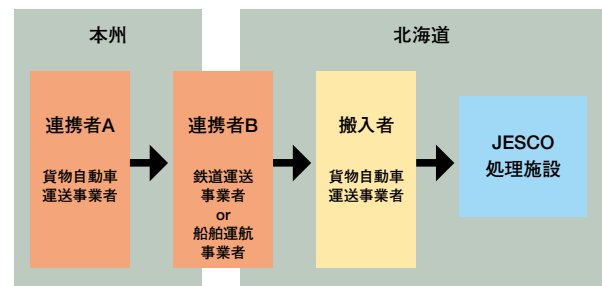 本州
北海道
連携者A
貨物自動車
運送事業者
連携者B
鉄道運送
事業者
or
船舶運航
事業者
搬入者
貨物自動車
運送事業者
JESCO
処理施設